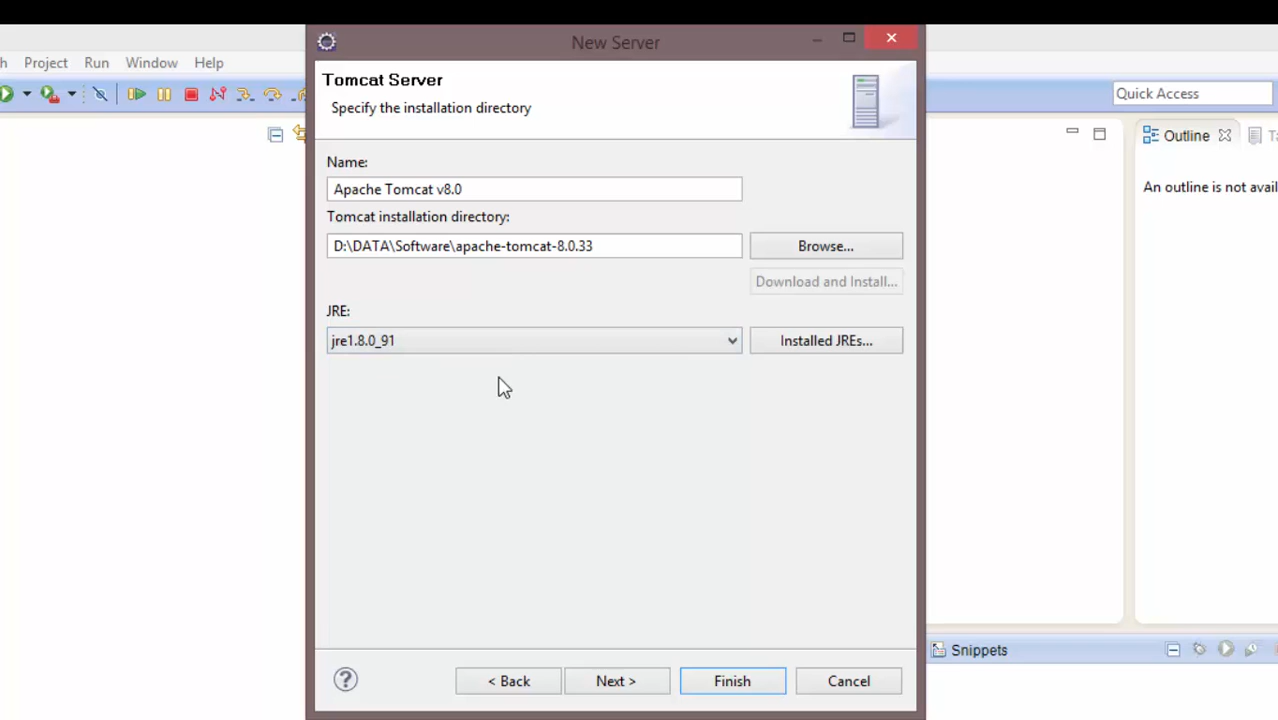 New Server
h Project Run Window Help
Tomcat Server
Specify the installation directory
Quick Access
Outline
An outline is not avail
Name:
Apache Tomcat v8.0
Tomcat installation directory:
D:\DATA\Software\apache-tomcat-8.0.33
Browse...
Download and Install...
JRE:
jre1.8.0_91
Installed JREs...
Snippets
?
< Back
Next >
Finish
Cancel